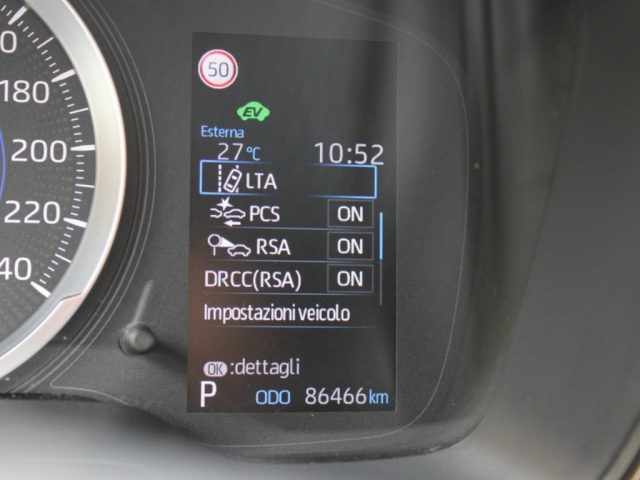 50
EV
Esterna
27°C 10:52
LTA
PCS ON
RSA ON
DRCC(RSA) ON
Impostazioni veicolo
OK :dettagli
P ODO 86466 km
180
200
220